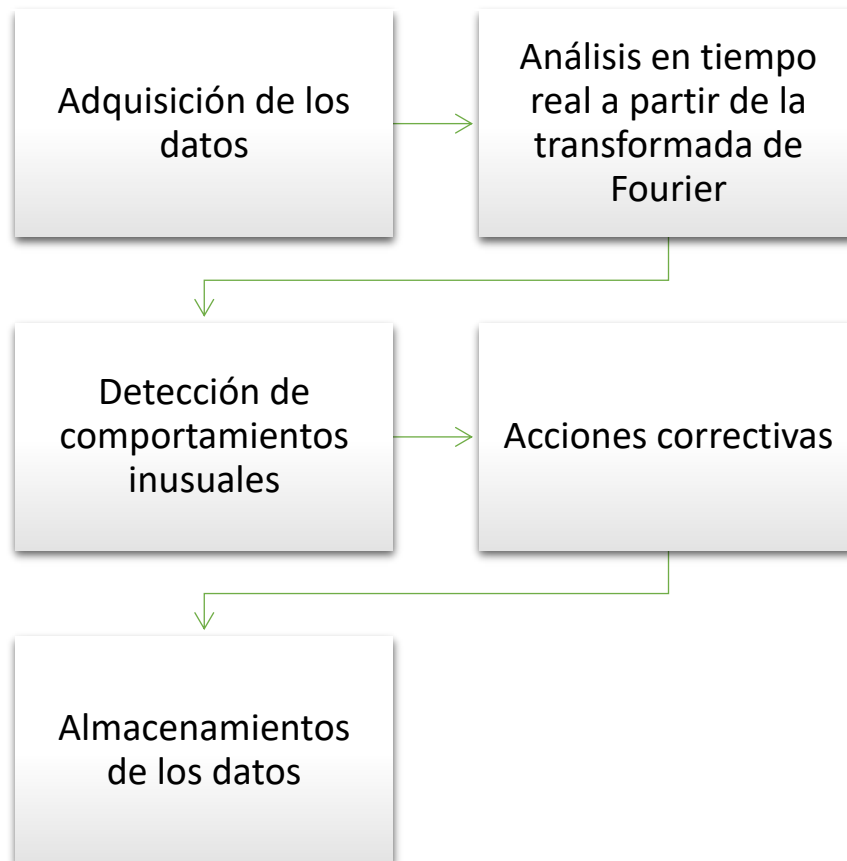 Adquisición de los
datos
Análisis en tiempo
real a partir de la
transformada de
Fourier
Detección de
comportamientos
inusuales
Acciones correctivas
Almacenamientos
de los datos